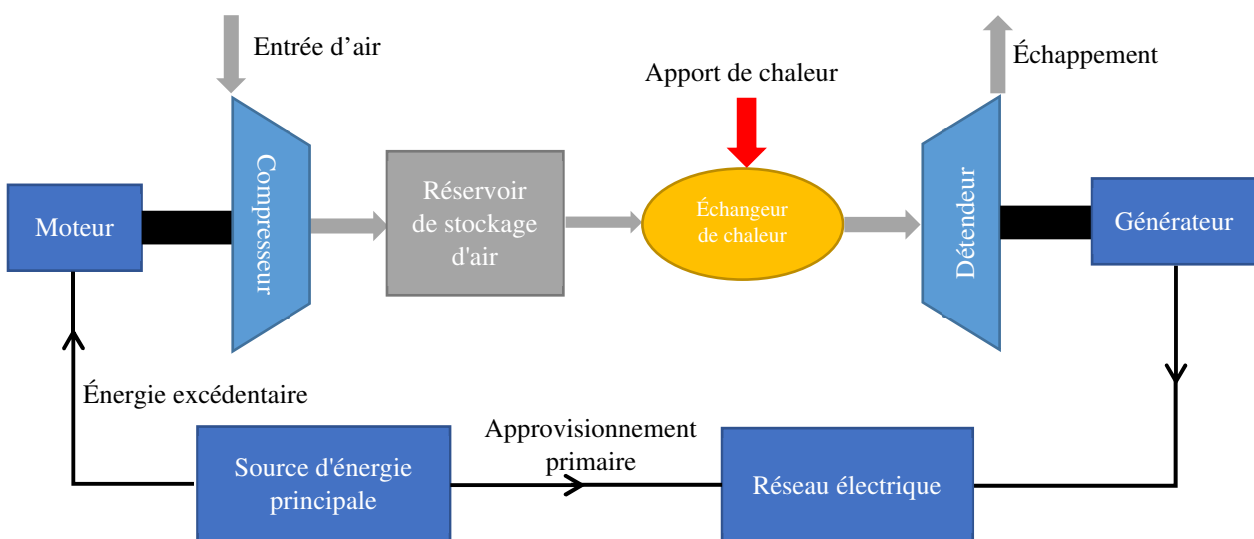 Entrée d’air
Échappement
Apport de chaleur
Compresseur
Réservoir
de stockage
d'air
Échangeur
de chaleur
Détendeur
Moteur
Générateur
Énergie excédentaire
Approvisionnement
primaire
Source d'énergie
principale
Réseau électrique